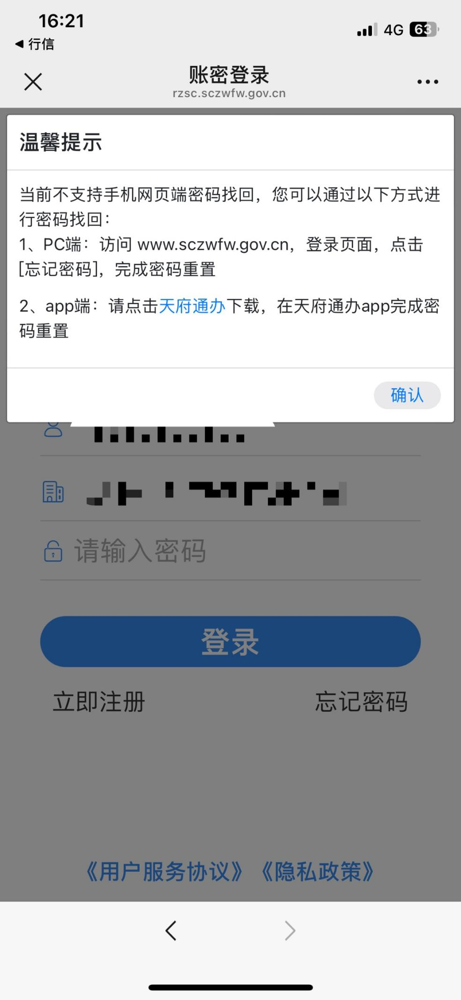 16:21
4G 63
◀ 行信
账密登录
rzsc.sczwfw.gov.cn
温馨提示
当前不支持手机网页端密码找回，您可以通过以下方式进
行密码找回：
1、PC端：访问 www.sczwfw.gov.cn，登录页面，点击
[忘记密码]，完成密码重置
2、app端：请点击天府通办下载，在天府通办app完成密
码重置
确认
请输入密码
登录
立即注册 忘记密码
《用户服务协议》《隐私政策》